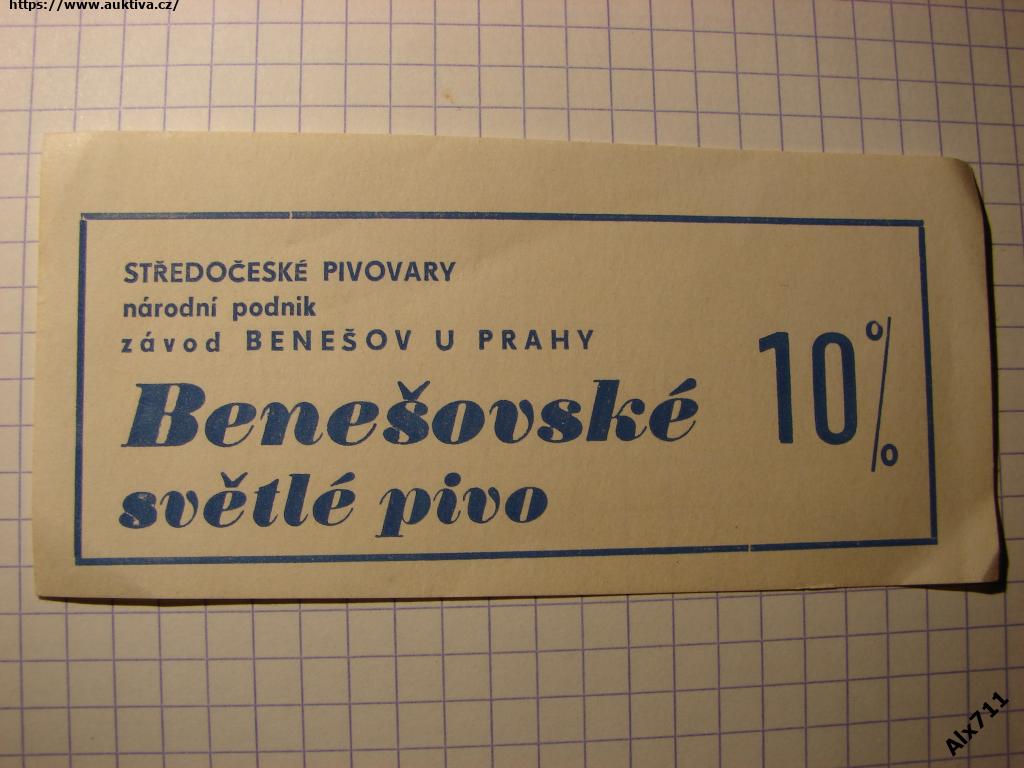 https://www.auktiva.cz/
STŘEDOČESKÉ PIVOVARY
národní podnik
závod BENEŠOV U PRAHY
Benešovské
světlé pivo
10%
Alx711